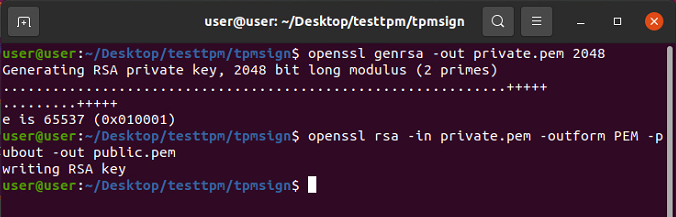 user@user: ~/Desktop/testtpm/tpmsign
user@user:~/Desktop/testtpm/tpmsign$ openssl genrsa -out private.pem 2048
Generating RSA private key, 2048 bit long modulus (2 primes)
...............................................................+++++
.........+++++
e is 65537 (0x010001)
user@user:~/Desktop/testtpm/tpmsign$ openssl rsa -in private.pem -outform PEM -p
ubout -out public.pem
writing RSA key
user@user:~/Desktop/testtpm/tpmsign$